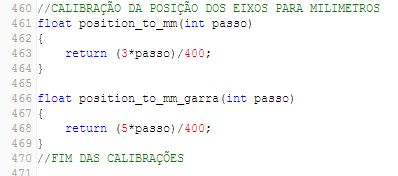 460 //CALIBRAÇÃO DA POSIÇÃO DOS EIXOS PARA MILIMETROS
461 float position_to_mm(int passo)
462 {
463     return (3*passo)/400;
464 }
465
466 float position_to_mm_garra(int passo)
467 {
468     return (5*passo)/400;
469 }
470 //FIM DAS CALIBRAÇÕES
471